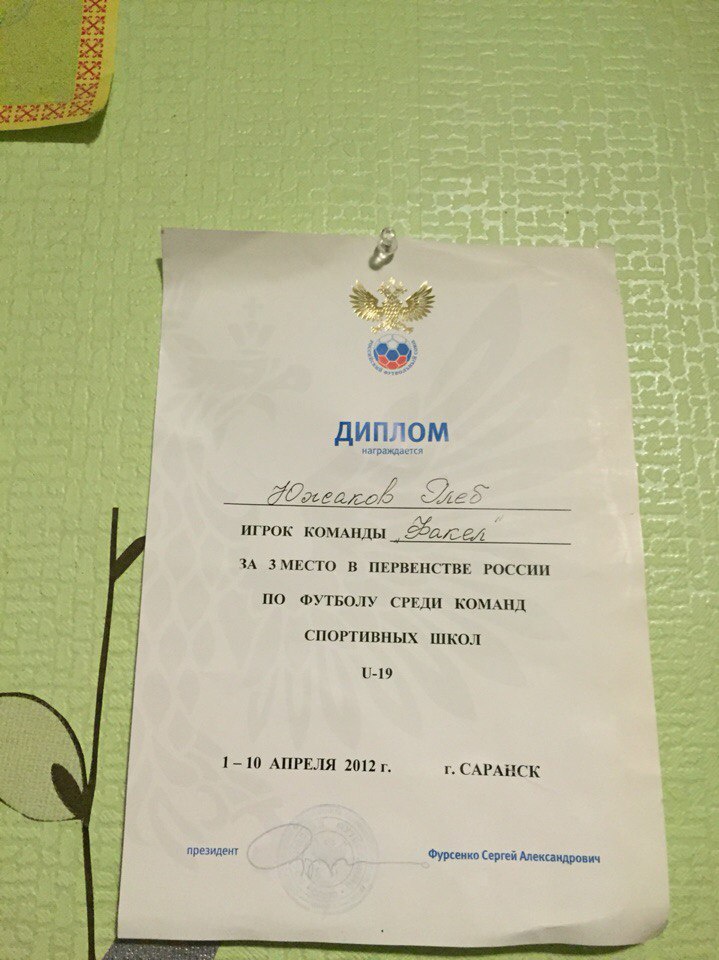 ДИПЛОМ
награждается
Южсаков Глеб
ИГРОК КОМАНДЫ „Факел"
ЗА 3 МЕСТО В ПЕРВЕНСТВЕ РОССИИ
ПО ФУТБОЛУ СРЕДИ КОМАНД
СПОРТИВНЫХ ШКОЛ
U-19
1 – 10 АПРЕЛЯ 2012 г. г. САРАНСК
президент Фурсенко Сергей Александрович